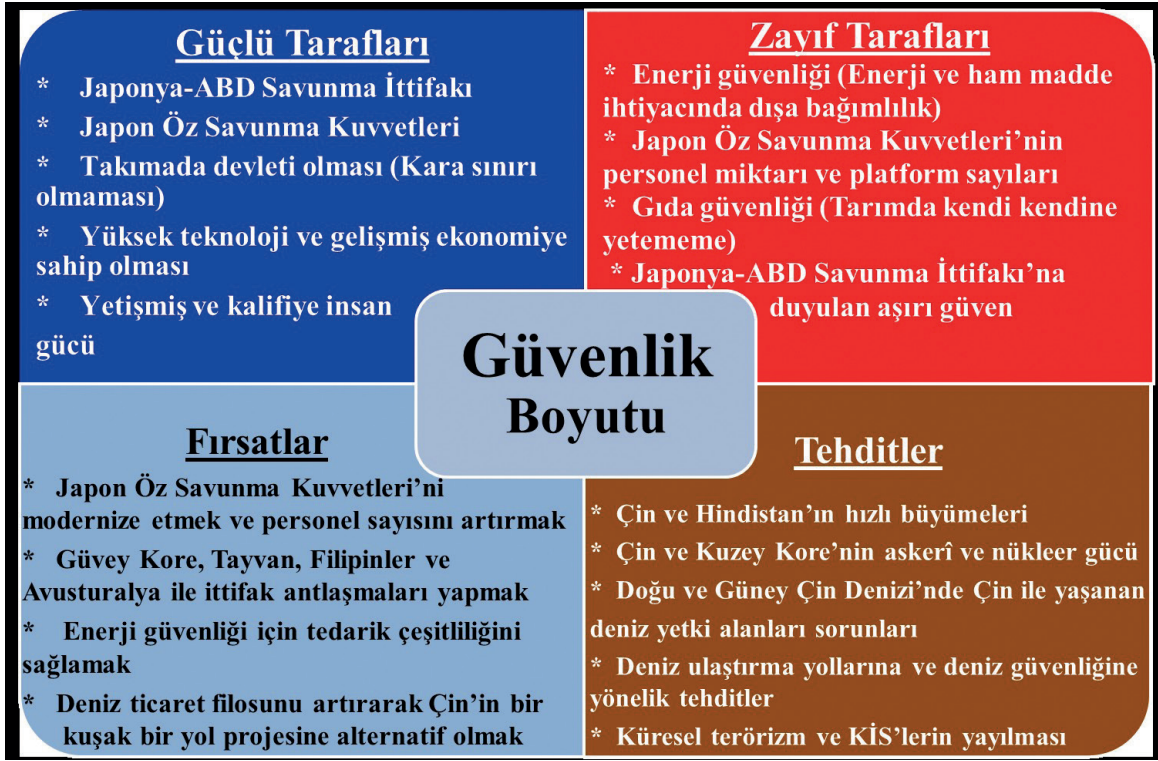 Güçlü Tarafları
* Japonya-ABD Savunma İttifakı
* Japon Öz Savunma Kuvvetleri
* Takımada devleti olması (Kara sınırı
olmaması)
* Yüksek teknoloji ve gelişmiş ekonomiye
sahip olması
* Yetişmiş ve kalifiye insan
gücü
Zayıf Tarafları
* Enerji güvenliği (Enerji ve ham madde
ihtiyacında dışa bağımlılık)
* Japon Öz Savunma Kuvvetleri’nin
personel miktarı ve platform sayıları
* Gıda güvenliği (Tarımda kendi kendine
yetememe)
* Japonya-ABD Savunma İttifakı’na
duyulan aşırı güven
Güvenlik
Boyutu
Fırsatlar
* Japon Öz Savunma Kuvvetleri’ni
modernize etmek ve personel sayısını artırmak
* Güvey Kore, Tayvan, Filipinler ve
Avusturalya ile ittifak antlaşmaları yapmak
* Enerji güvenliği için tedarik çeşitliliğini
sağlamak
* Deniz ticaret filosunu artırarak Çin’in bir
kuşak bir yol projesine alternatif olmak
Tehditler
* Çin ve Hindistan’ın hızlı büyümeleri
* Çin ve Kuzey Kore’nin askerî ve nükleer gücü
* Doğu ve Güney Çin Denizi’nde Çin ile yaşanan
deniz yetki alanları sorunları
* Deniz ulaştırma yollarına ve deniz güvenliğine
yönelik tehditler
* Küresel terörizm ve KİS’lerin yayılması